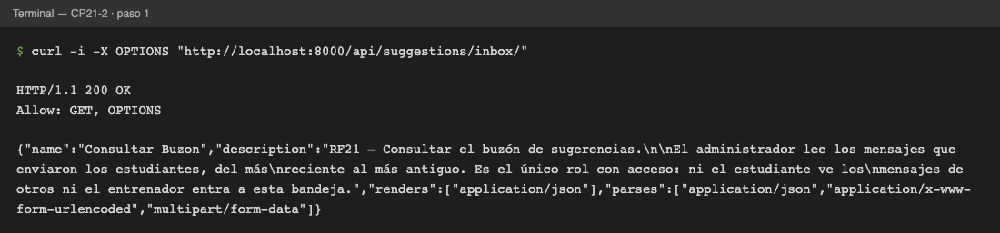 Terminal — CP21-2 · paso 1
$ curl -i -X OPTIONS "http://localhost:8000/api/suggestions/inbox/"
HTTP/1.1 200 OK
Allow: GET, OPTIONS
{"name":"Consultar Buzon","description":"RF21 — Consultar el buzón de sugerencias.\n\nEl administrador lee los mensajes que
enviaron los estudiantes, del más\nreciente al más antiguo. Es el único rol con acceso: ni el estudiante ve los\nmensajes de
otros ni el entrenador entra a esta bandeja.","renders":["application/json"],"parses":["application/json","application/x-www-
form-urlencoded","multipart/form-data"]}